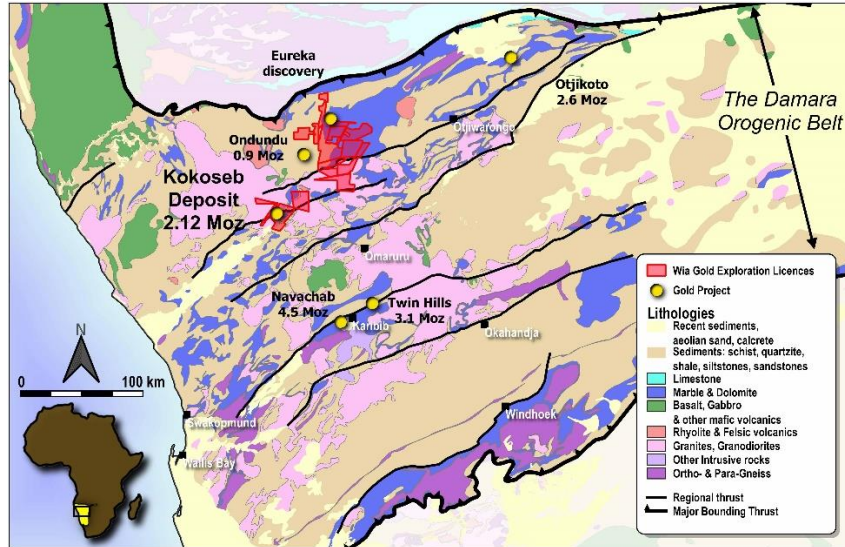 Eureka
discovery
Otjikoto
2.6 Moz
The Damara
Orogenic Belt
Otjiwarongo
Ondundu
0.9 Moz
Kokoseb
Deposit
2.12 Moz
Omaruru
Navachab
4.5 Moz
Twin Hills
3.1 Moz
Karibib
Okahandja
N
0 100 km
Swakopmund
Walis Bay
Windhoek
Wia Gold Exploration Licences
Gold Project
Lithologies
Recent sediments,
aeolian sand, calcrete
Sediments: schist, quartzite,
shale, siltstones, sandstones
Limestone
Marble & Dolomite
Basalt, Gabbro
& other mafic volcanics
Rhyolite & Felsic volcanics
Granites, Granodiorites
Other Intrusive rocks
Ortho- & Para-Gneiss
Regional thrust
Major Bounding Thrust